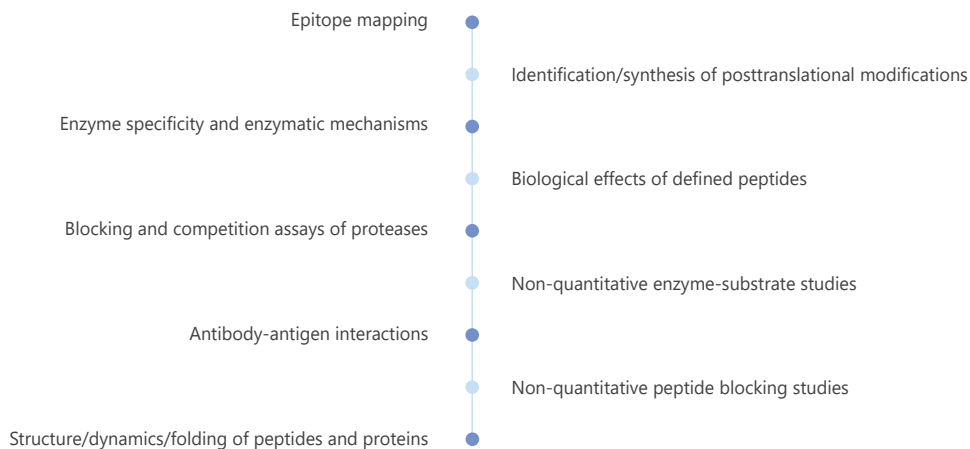 Epitope mapping
Identification/synthesis of posttranslational modifications
Enzyme specificity and enzymatic mechanisms
Biological effects of defined peptides
Blocking and competition assays of proteases
Non-quantitative enzyme-substrate studies
Antibody-antigen interactions
Non-quantitative peptide blocking studies
Structure/dynamics/folding of peptides and proteins